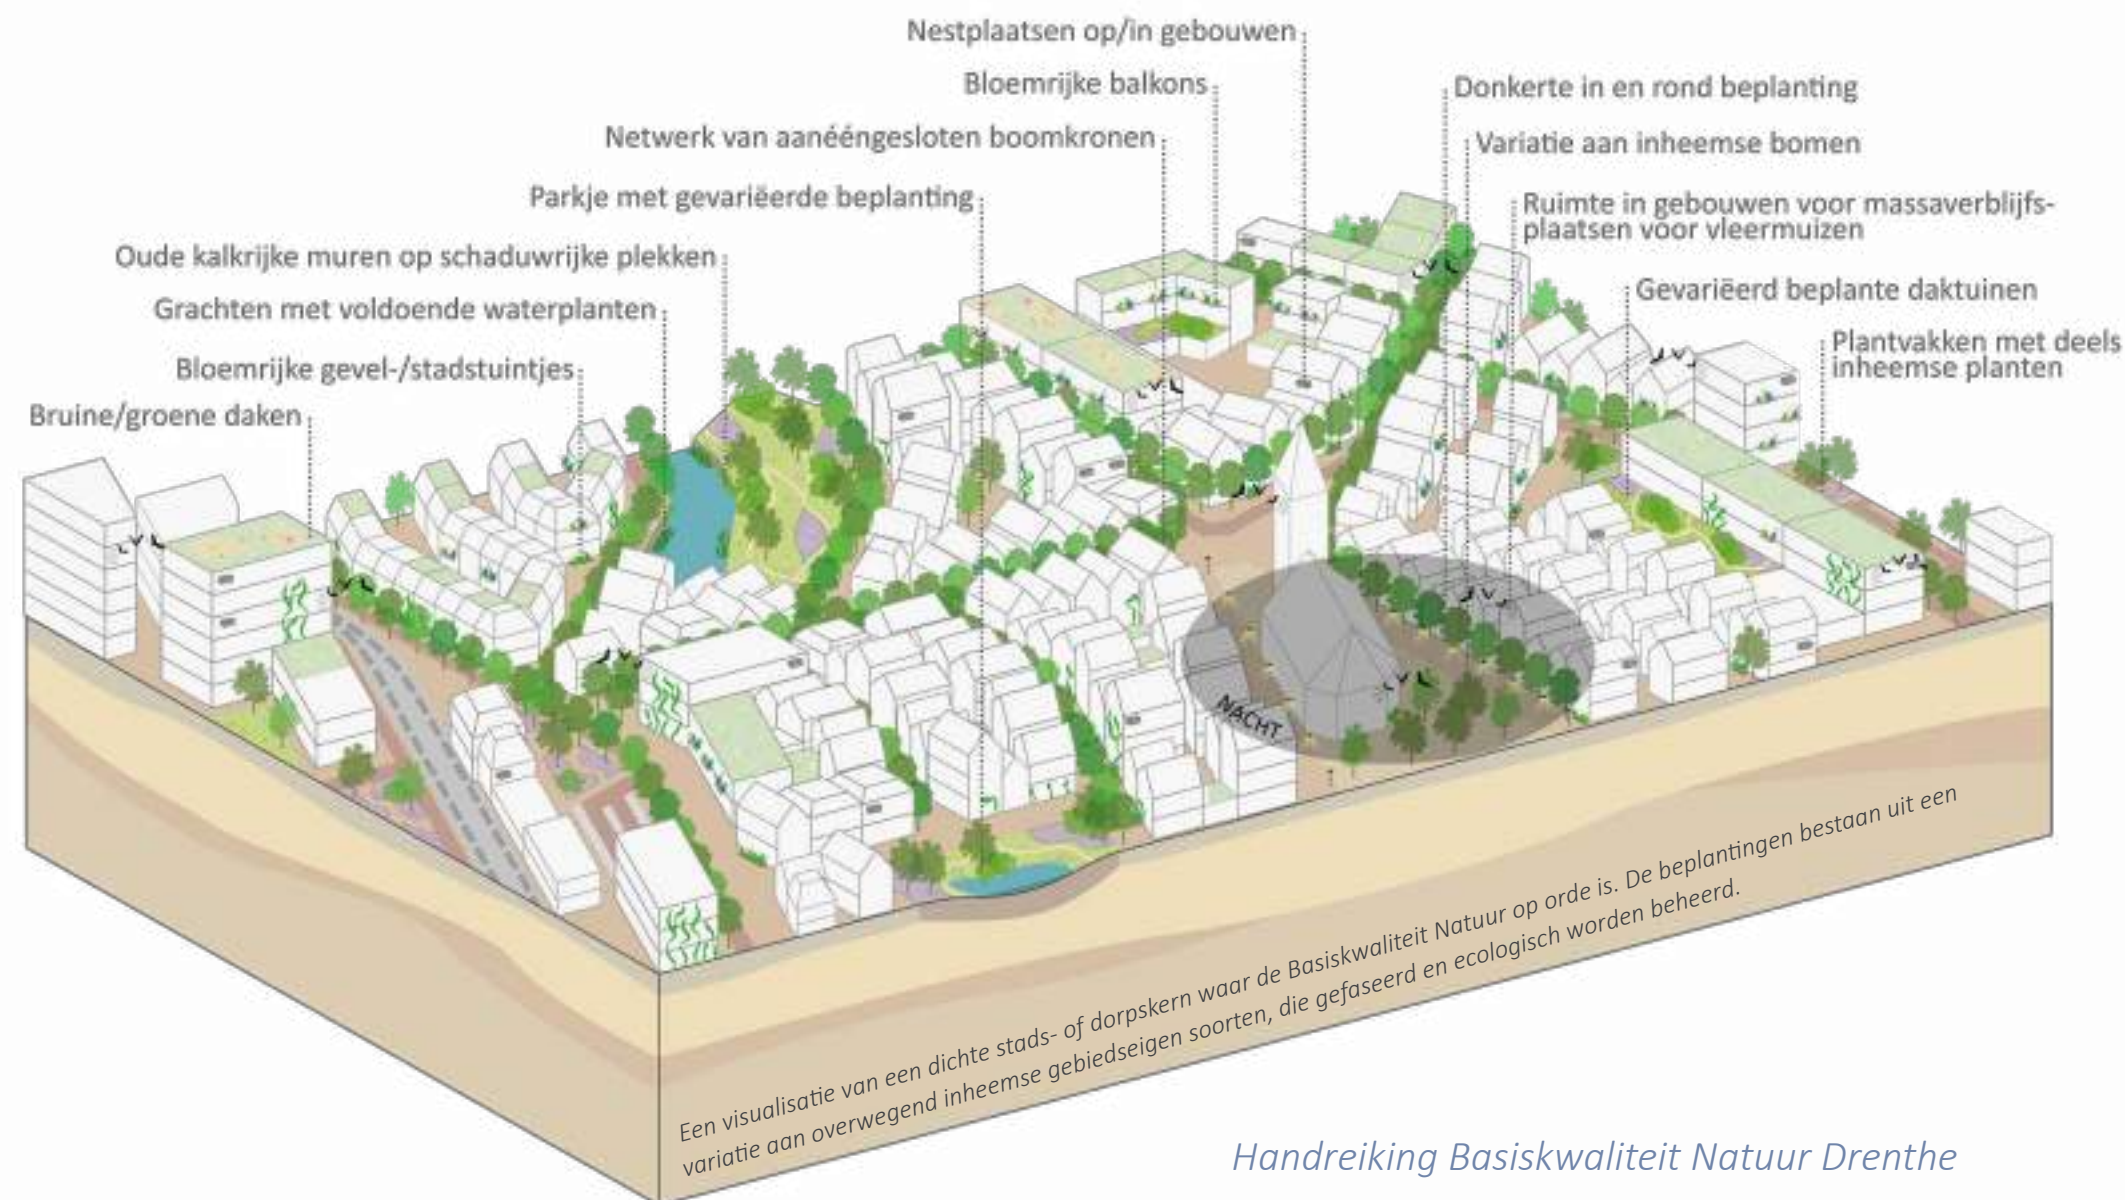 Nestplaatsen op/in gebouwen
Bloemrijke balkons
Netwerk van aanééngesloten boomkronen
Parkje met gevariëerde beplanting
Oude kalkrijke muren op schaduwrijke plekken
Grachten met voldoende waterplanten
Bloemrijke gevel-/stadstuintjes
Bruine/groene daken
Donkerte in en rond beplanting
Variatie aan inheemse bomen
Ruimte in gebouwen voor massaverblijfs-
plaatsen voor vleermuizen
Gevariëerd beplante daktuinen
Plantvakken met deels
inheemse planten
NACHT
Een visualisatie van een dichte stads- of dorpskern waar de Basiskwaliteit Natuur op orde is. De beplantingen bestaan uit een
variatie aan overwegend inheemse gebiedseigen soorten, die gefaseerd en ecologisch worden beheerd.
Handreiking Basiskwaliteit Natuur Drenthe